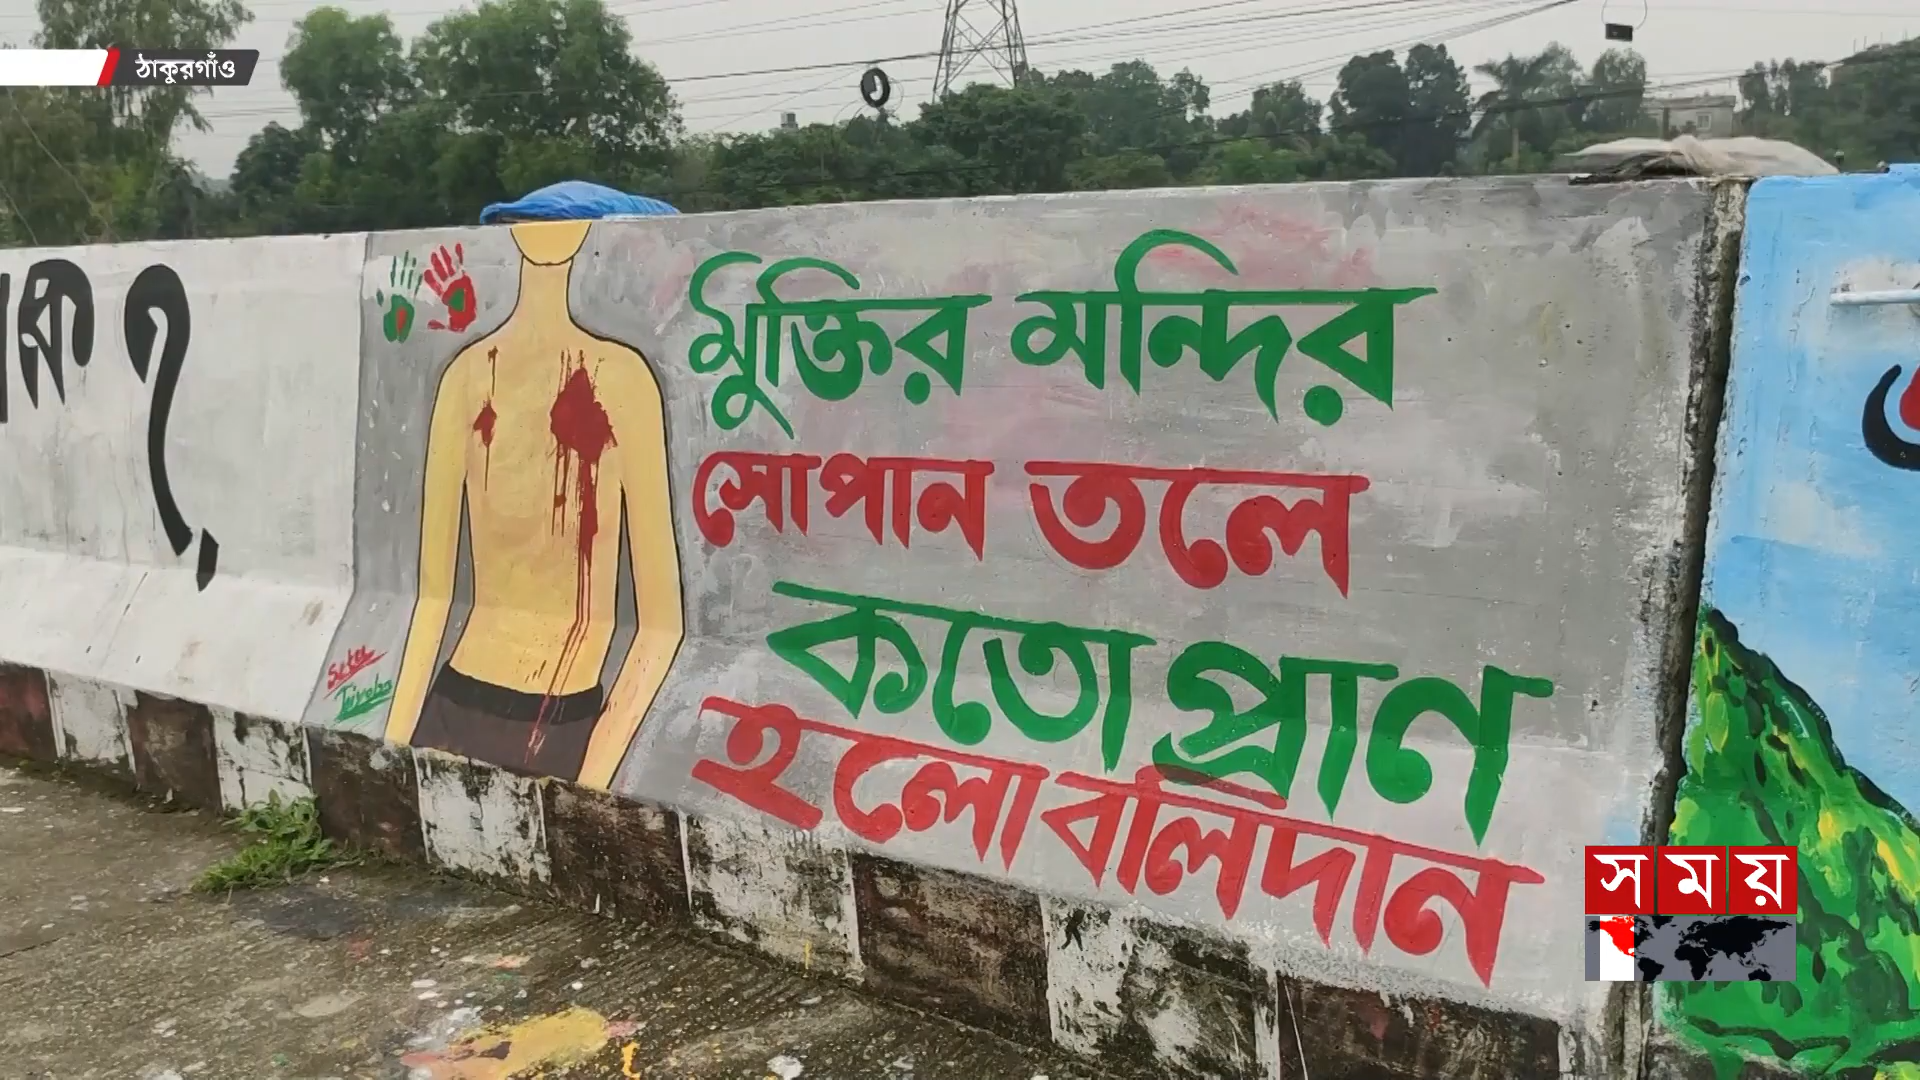 ঠাকুরগাঁও
মুক্তির মন্দির
সোপান তলে
কতো প্রাণ
হলো বলিদান
সময়